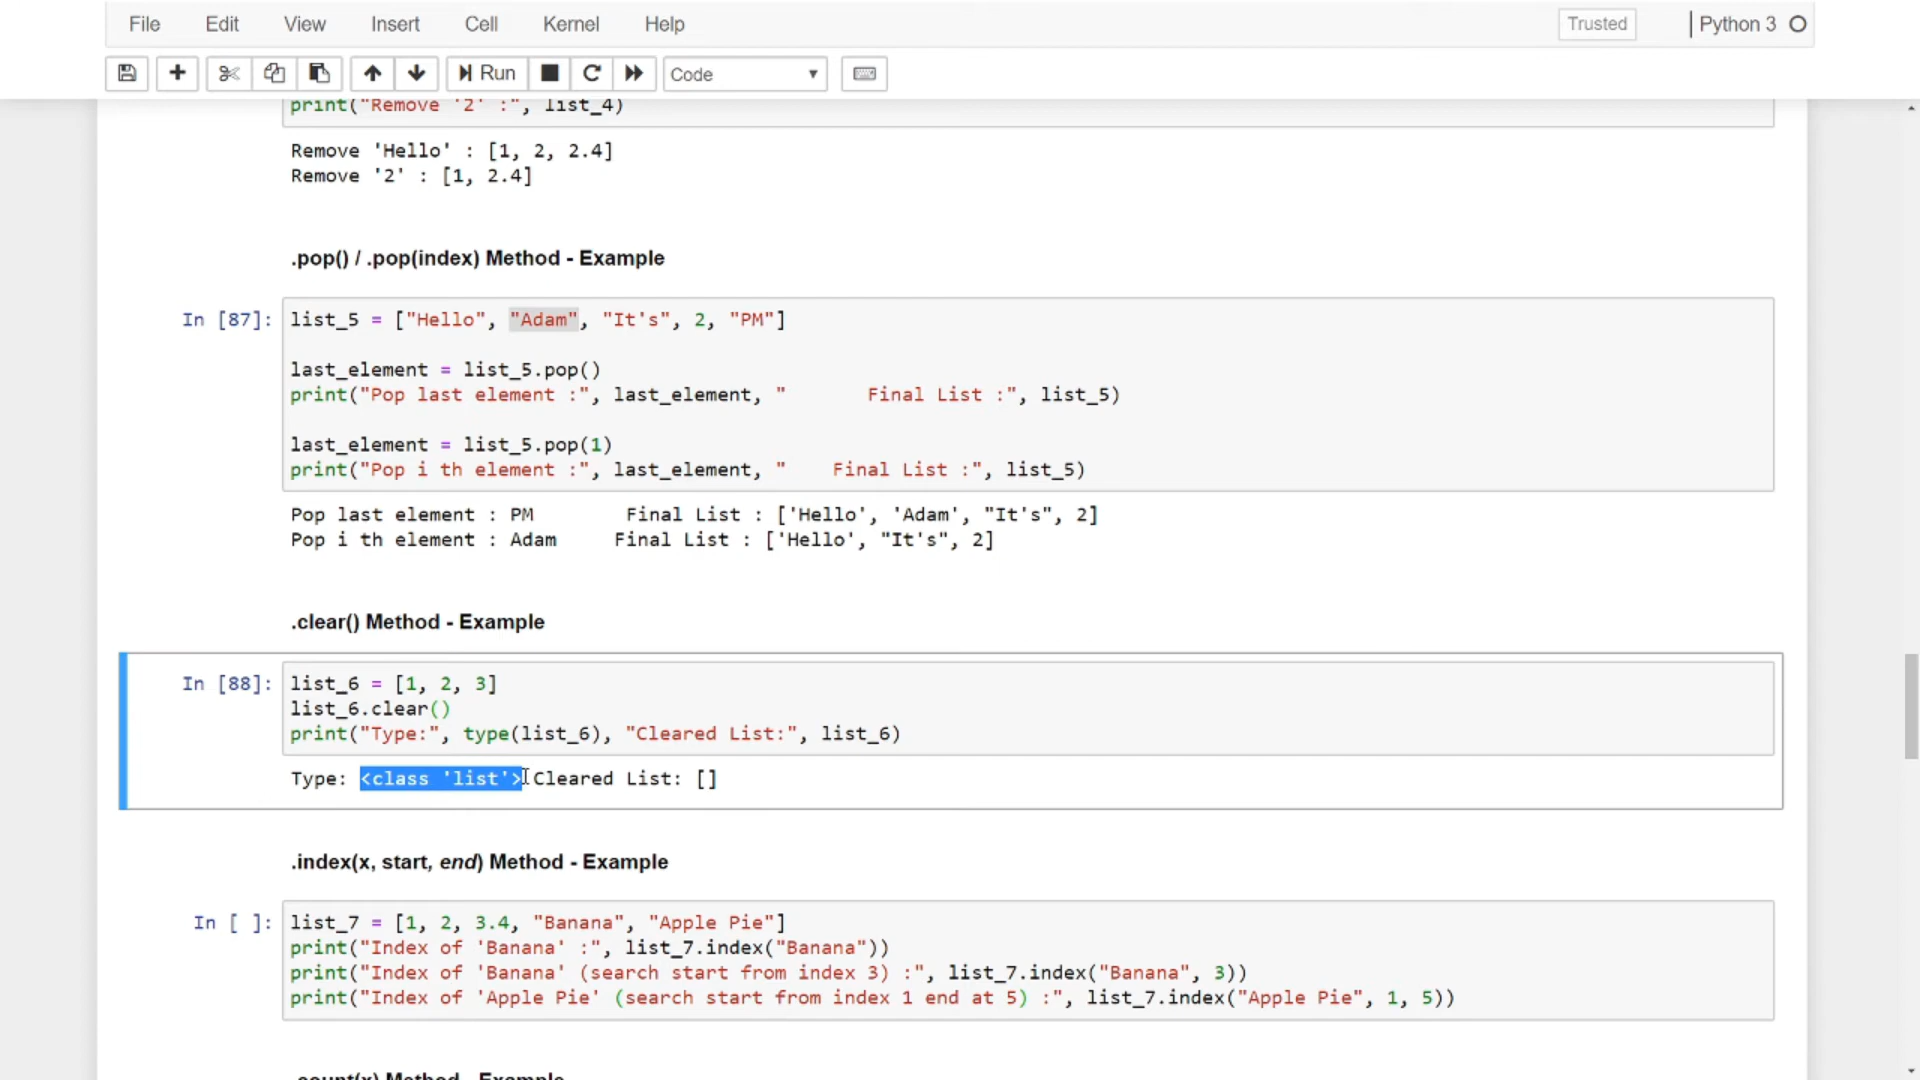 File Edit View Insert Cell Kernel Help Trusted Python 3
Run Code
print("Remove '2' :", list_4)
Remove 'Hello' : [1, 2, 2.4]
Remove '2' : [1, 2.4]
.pop() / .pop(index) Method - Example
In [87]: list_5 = ["Hello", "Adam", "It's", 2, "PM"]
last_element = list_5.pop()
print("Pop last element :", last_element, "       Final List :", list_5)
last_element = list_5.pop(1)
print("Pop i th element :", last_element, "    Final List :", list_5)
Pop last element : PM        Final List : ['Hello', 'Adam', "It's", 2]
Pop i th element : Adam     Final List : ['Hello', "It's", 2]
.clear() Method - Example
In [88]: list_6 = [1, 2, 3]
list_6.clear()
print("Type:", type(list_6), "Cleared List:", list_6)
Type: <class 'list'> Cleared List: []
.index(x, start, end) Method - Example
In [ ]: list_7 = [1, 2, 3.4, "Banana", "Apple Pie"]
print("Index of 'Banana' :", list_7.index("Banana"))
print("Index of 'Banana' (search start from index 3) :", list_7.index("Banana", 3))
print("Index of 'Apple Pie' (search start from index 1 end at 5) :", list_7.index("Apple Pie", 1, 5))
.count(x) Method - Example